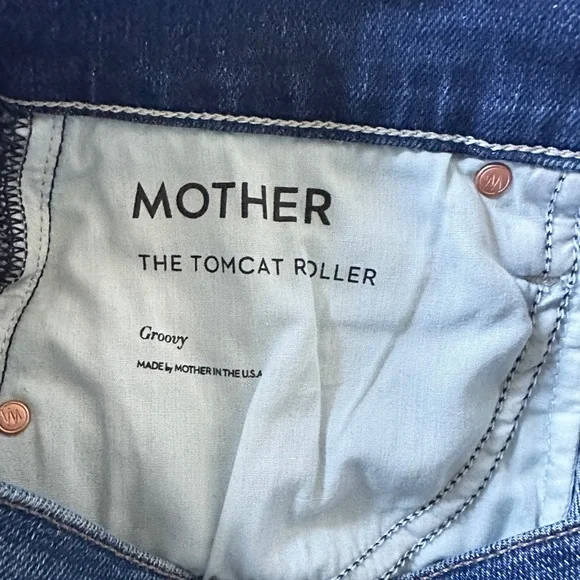 MOTHER
THE TOMCAT ROLLER
Groovy
MADE by MOTHER IN THE U.S.A